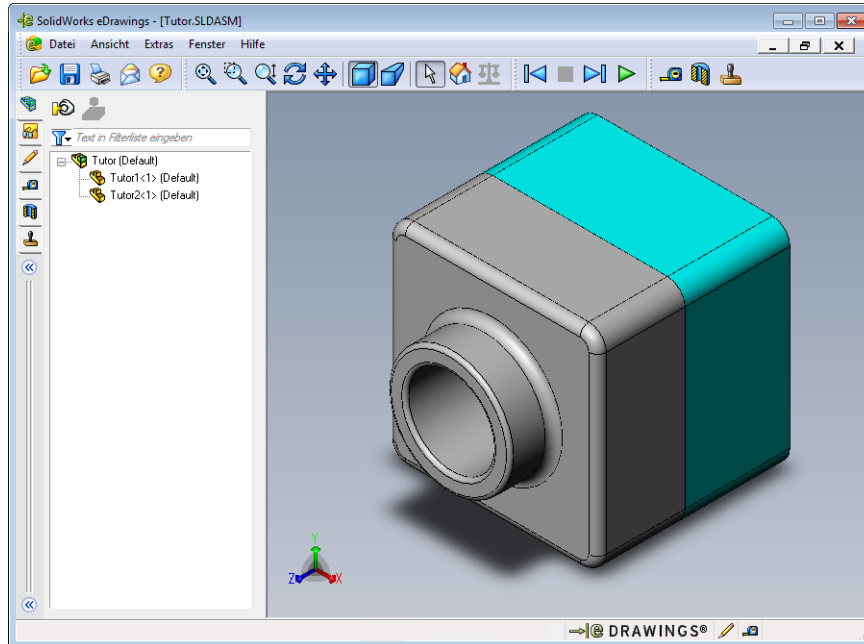 SolidWorks eDrawings - [Tutor.SLDASM]
Datei Ansicht Extras Fenster Hilfe
Text in Filterliste eingeben
Tutor (Default)
Tutor1<1> (Default)
Tutor2<1> (Default)
Y
Z X
e DRAWINGS®